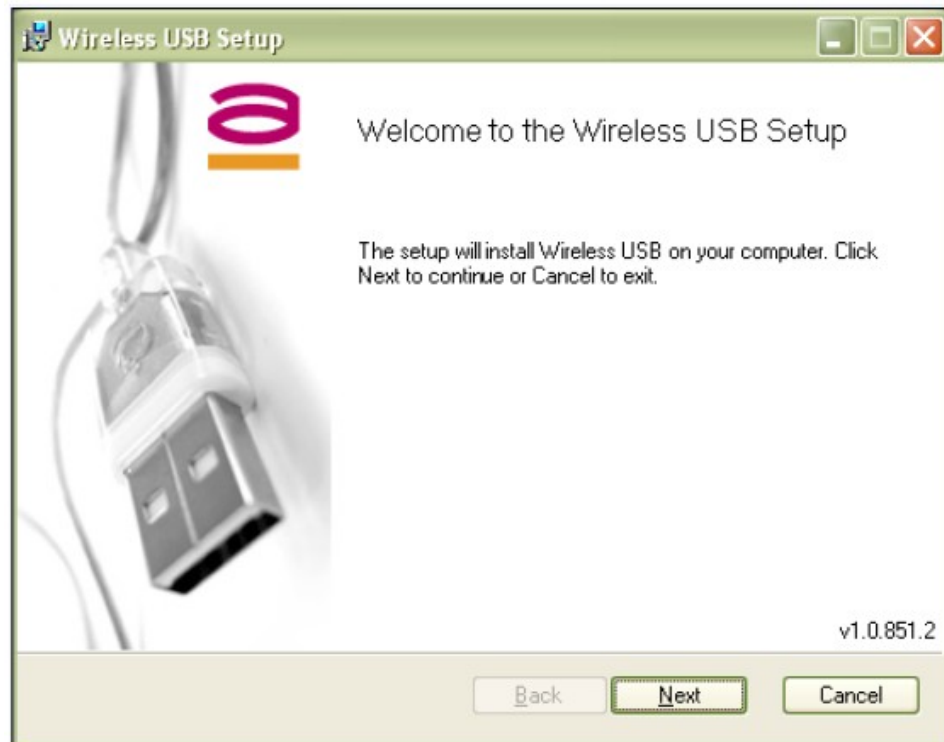 Wireless USB Setup
Welcome to the Wireless USB Setup
The setup will install Wireless USB on your computer. Click
Next to continue or Cancel to exit.
v1.0.851.2
Back Next Cancel